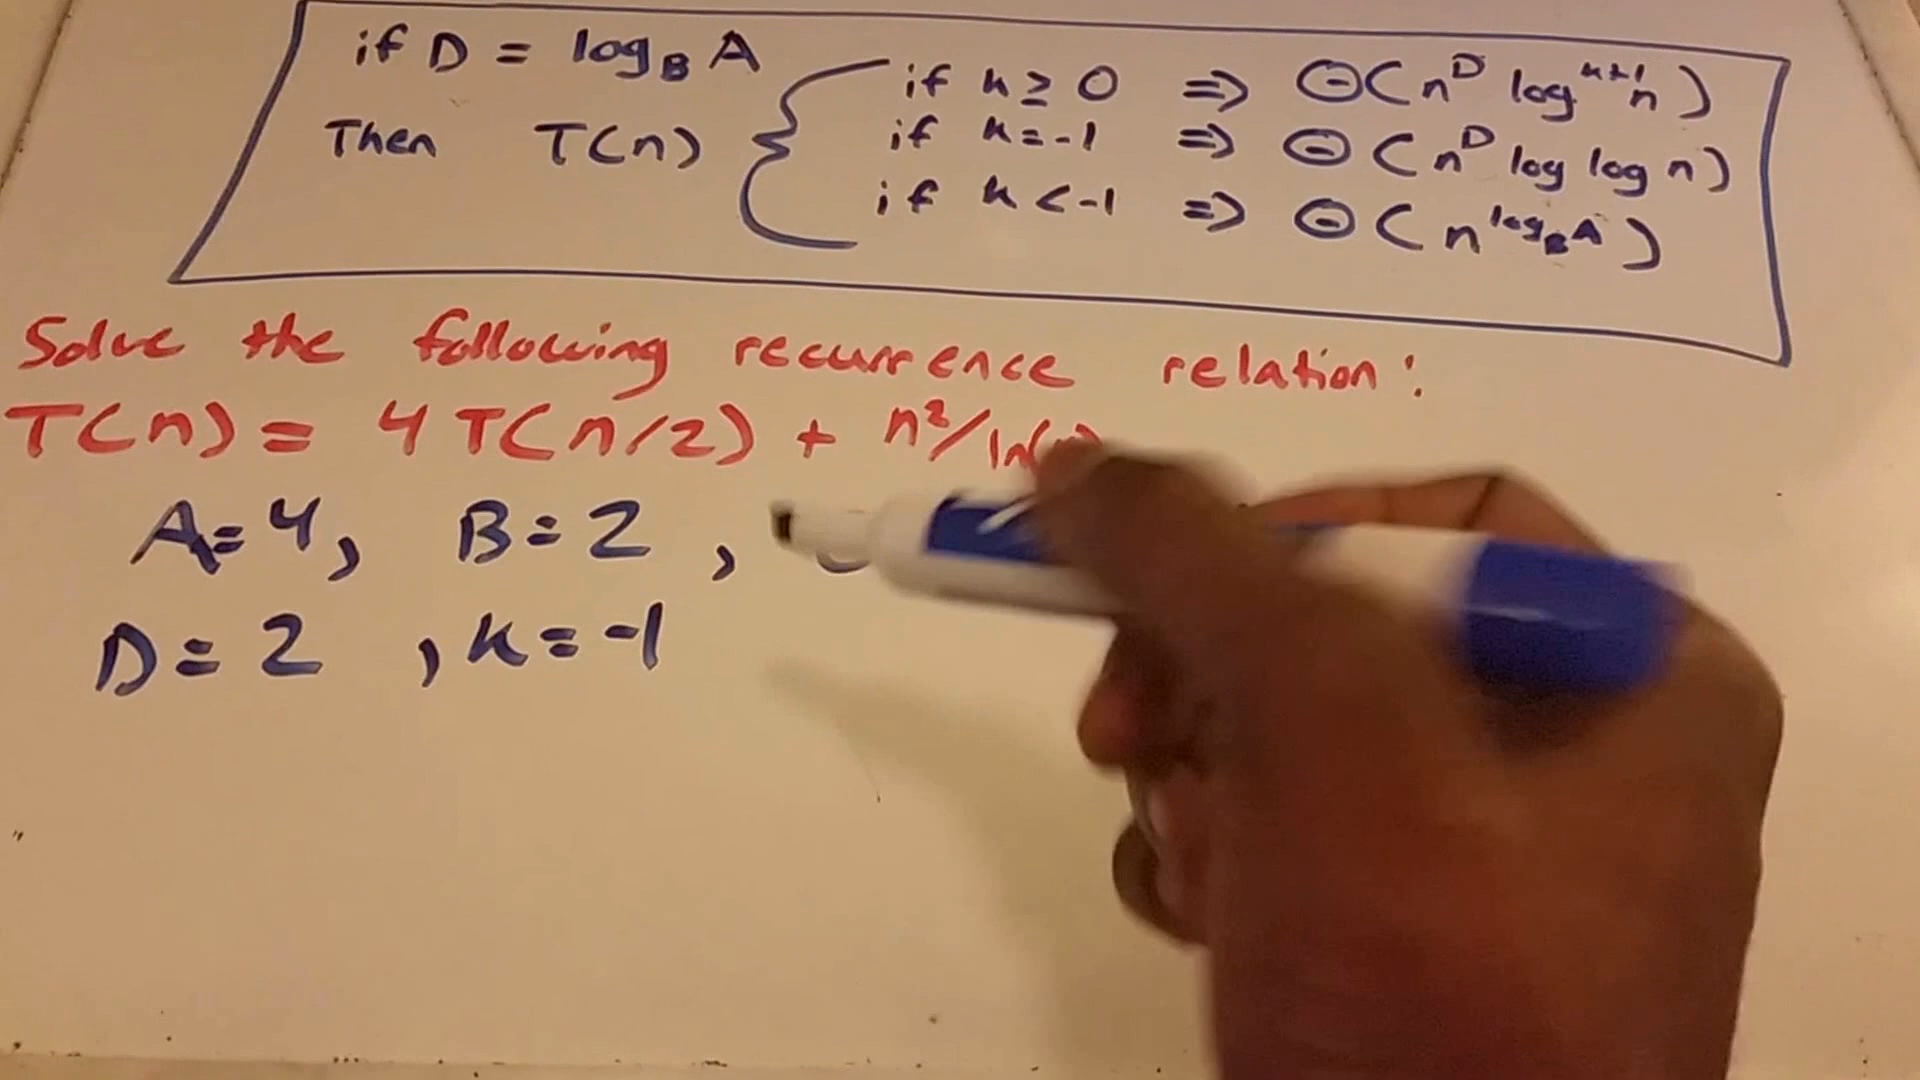 if D = log_B A
Then T(n) { if k ≥ 0 ⇒ Θ(n^D log^{k+1} n)
if k = -1 ⇒ Θ(n^D log log n)
if k < -1 ⇒ Θ(n^{log_B A})
Solve the following recurrence relation:
T(n) = 4T(n/2) + n²/ln(n)
A=4, B=2,
D=2, k=-1